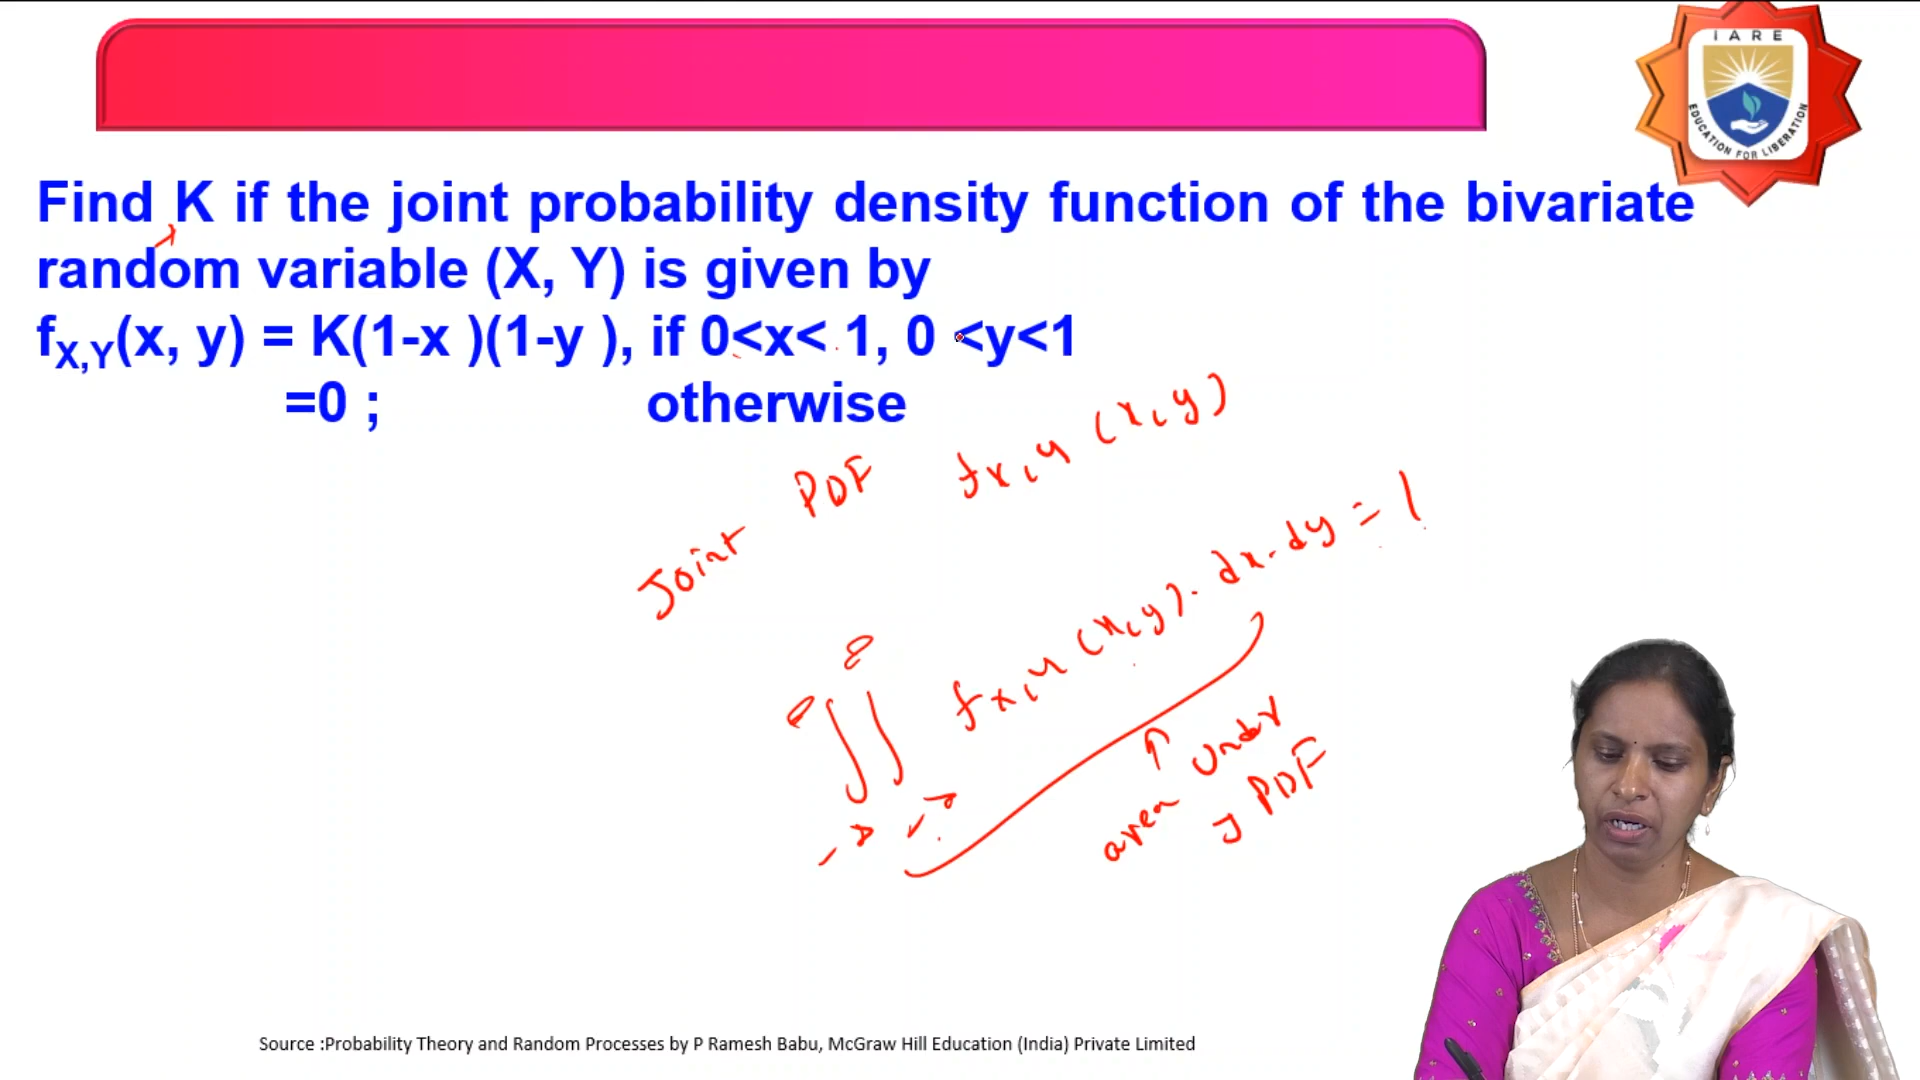 IARE
EDUCATION FOR LIBERATION
Find K if the joint probability density function of the bivariate
random variable (X, Y) is given by
fX,Y(x, y) = K(1-x )(1-y ), if 0<x< 1, 0 <y<1
=0 ; otherwise
Joint PDF fx,y (x,y)
∞ ∞
∫∫ fx,y (x,y). dx.dy = 1
-∞ -∞
↑
area under
J PDF
Source :Probability Theory and Random Processes by P Ramesh Babu, McGraw Hill Education (India) Private Limited